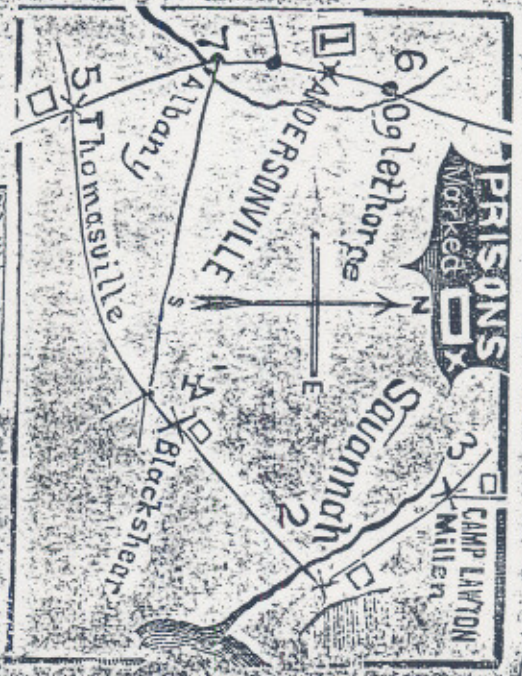 PRISONS
Marked
CAMP LAWTON
3 Millen
6 Oglethorpe
N
1 ANDERSONVILLE
E
Savannah
2
S
7 Albany
4 Blackshear
5 Thomasville